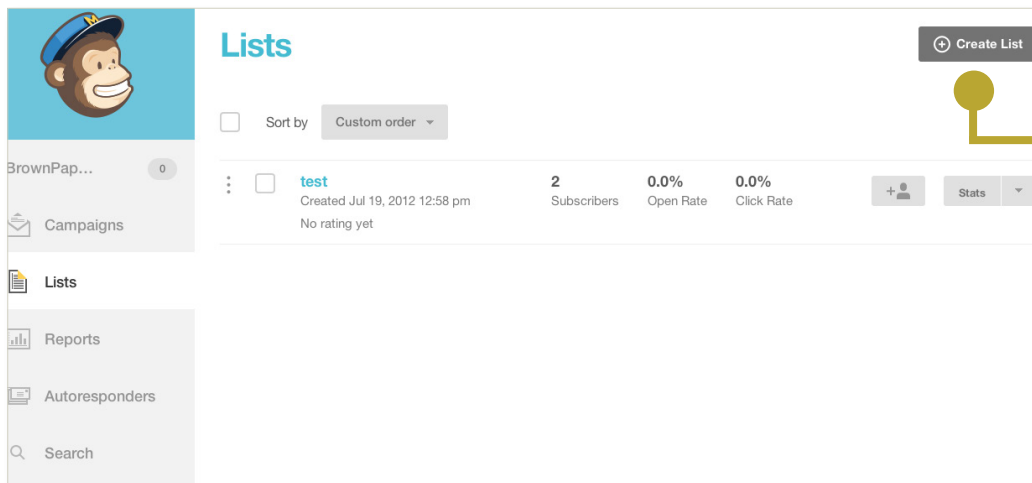 M
Lists
Create List
Sort by Custom order
BrownPap... 0
test
Created Jul 19, 2012 12:58 pm
No rating yet
2
Subscribers
0.0%
Open Rate
0.0%
Click Rate
+
Stats
Campaigns
Lists
Reports
Autoresponders
Search